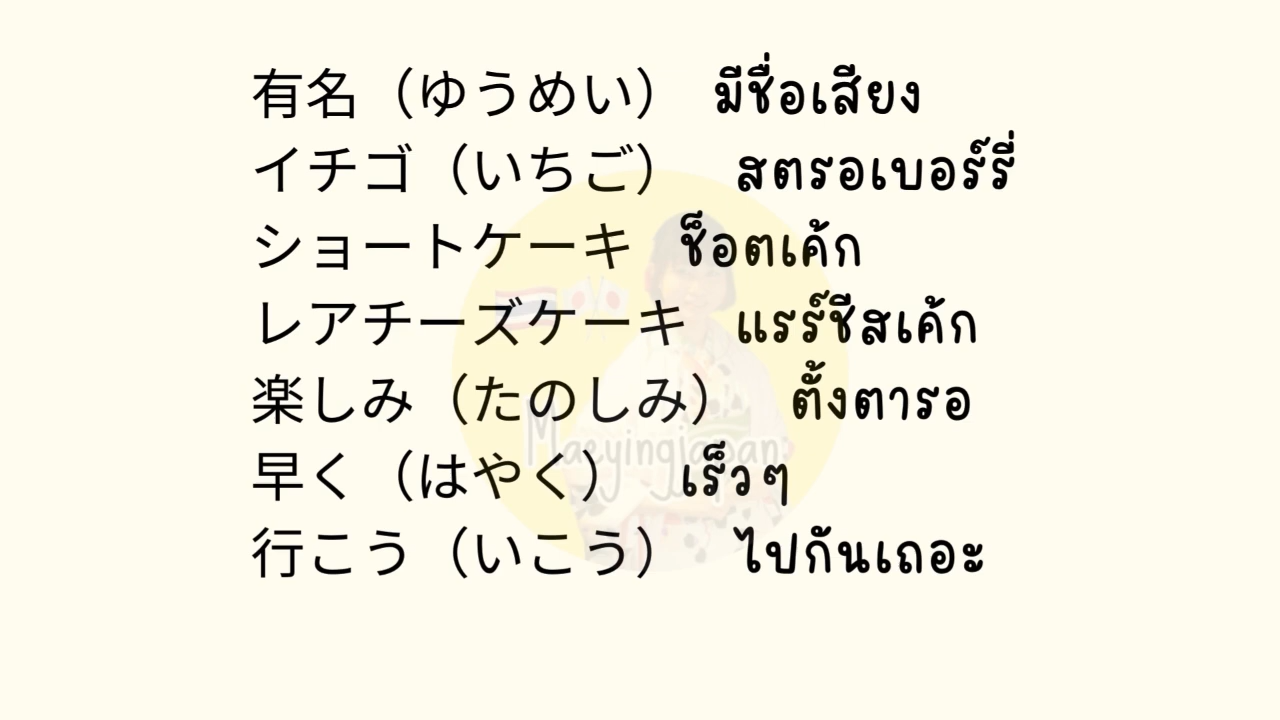 有名（ゆうめい） มีชื่อเสียง
イチゴ（いちご） สตรอเบอร์รี่
ショートケーキ ช็อตเค้ก
レアチーズケーキ แรร์ชีสเค้ก
楽しみ（たのしみ） ตั้งตารอ
早く（はやく） เร็วๆ
行こう（いこう） ไปกันเถอะ
Maeyingjapan